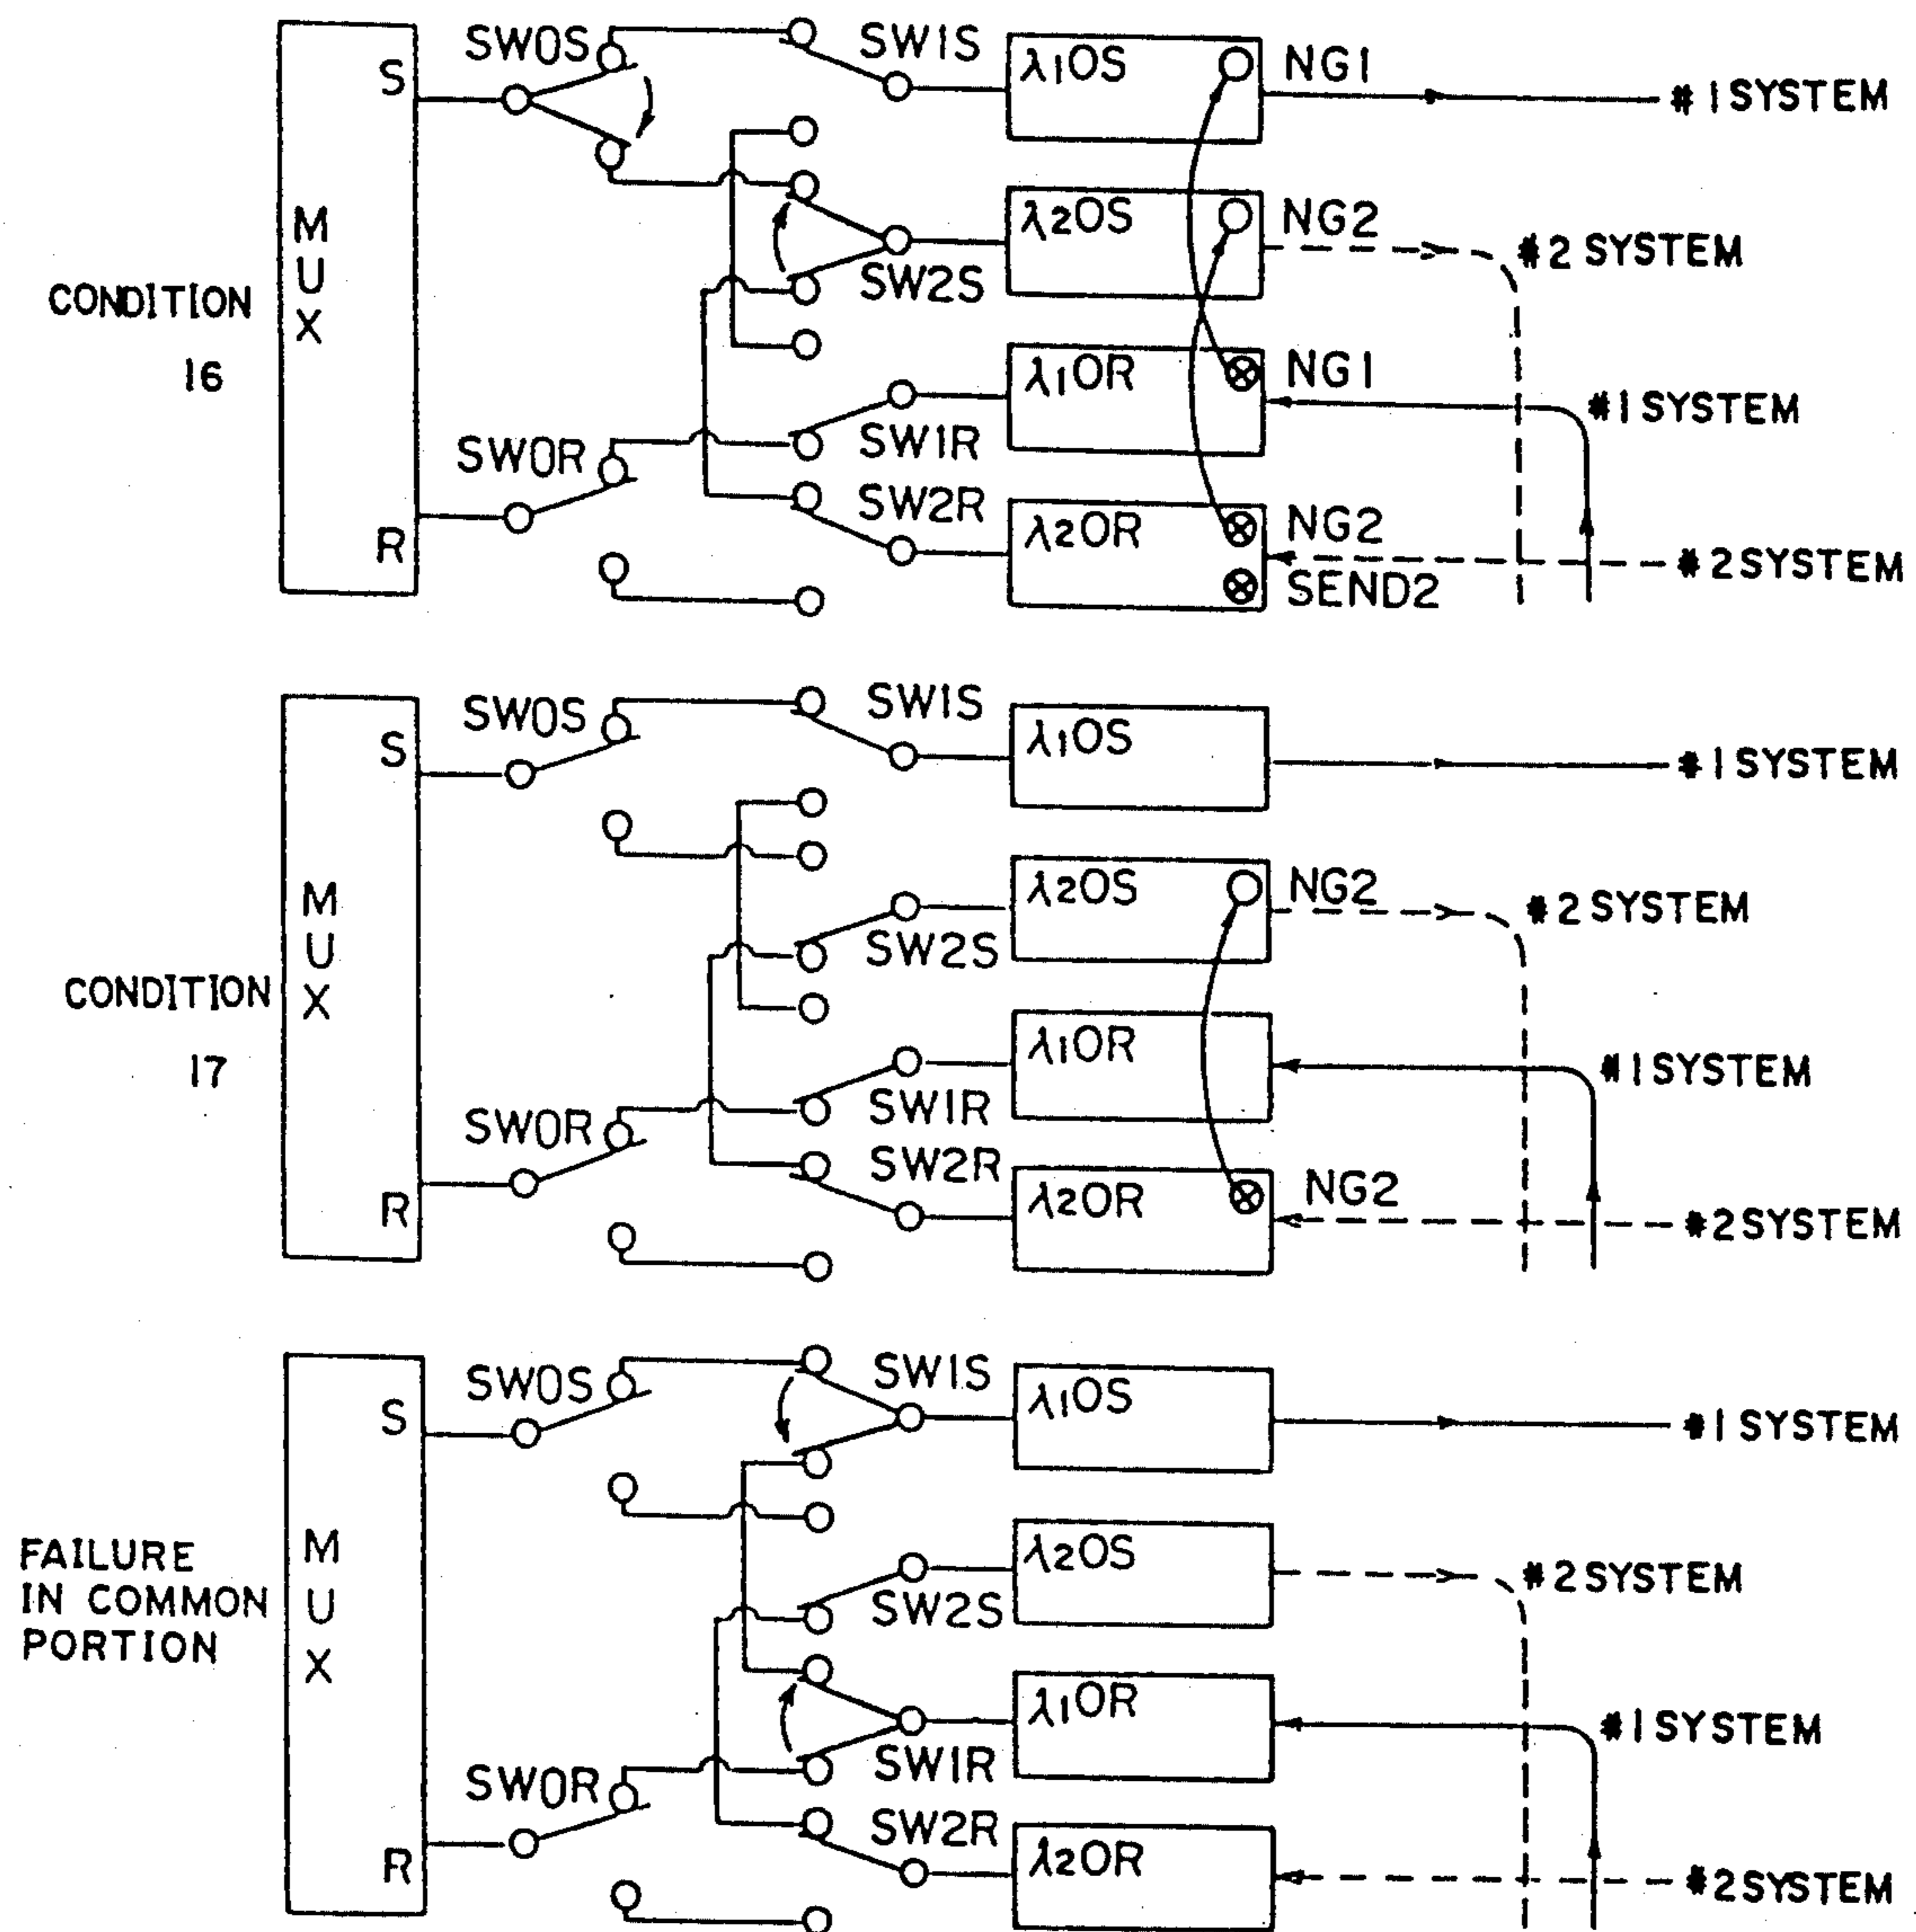 SW0S
SW1S
S
λ1OS
NG1
#1 SYSTEM
λ2OS
NG2
#2 SYSTEM
SW2S
MUX
CONDITION
16
λ1OR
NG1
#1 SYSTEM
SW1R
SW0R
SW2R
R
λ2OR
NG2
SEND2
#2 SYSTEM
SW0S
SW1S
S
λ1OS
#1 SYSTEM
λ2OS
NG2
#2 SYSTEM
SW2S
MUX
CONDITION
17
λ1OR
#1 SYSTEM
SW1R
SW0R
SW2R
R
λ2OR
NG2
#2 SYSTEM
SW0S
SW1S
S
λ1OS
#1 SYSTEM
λ2OS
#2 SYSTEM
SW2S
MUX
FAILURE
IN COMMON
PORTION
λ1OR
#1 SYSTEM
SW1R
SW0R
SW2R
R
λ2OR
#2 SYSTEM